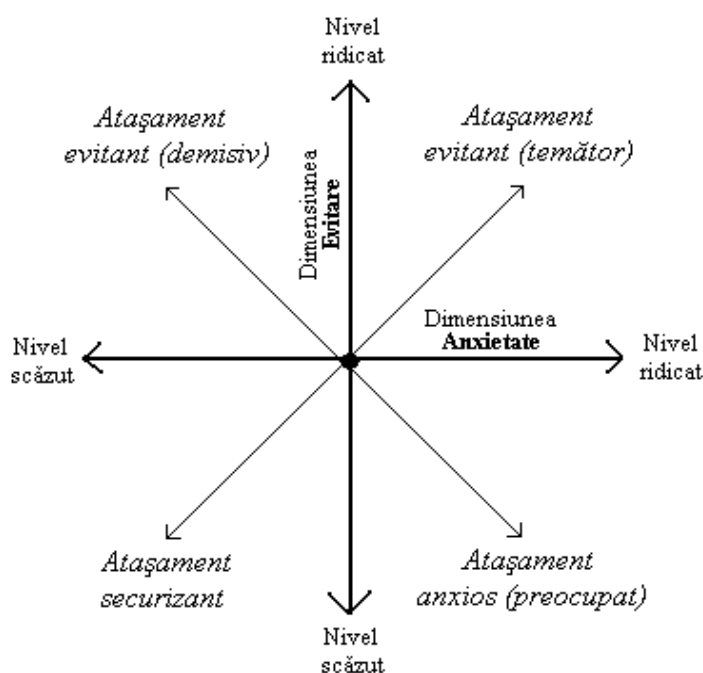 Nivel
ridicat
Ataşament
evitant (demisiv)
Ataşament
evitant (temător)
Dimensiunea
Evitare
Dimensiunea
Anxietate
Nivel
scăzut
Nivel
ridicat
Ataşament
securizant
Ataşament
anxios (preocupat)
Nivel
scăzut